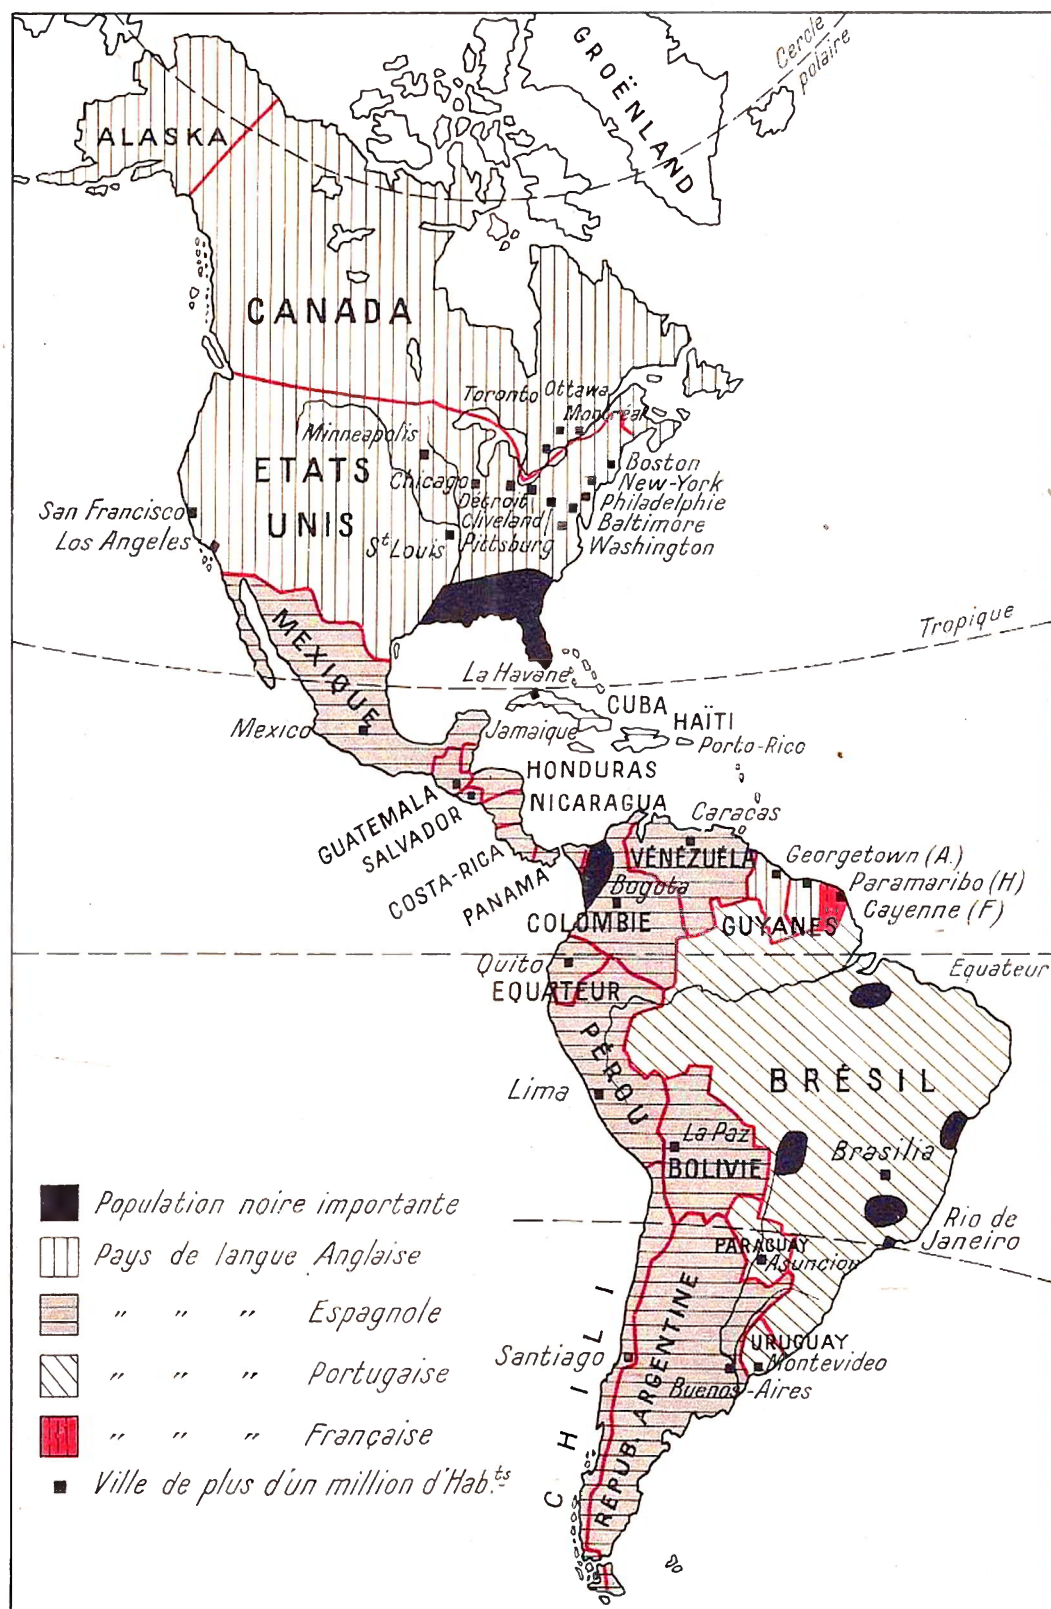 GROËNLAND
Cercle
polaire
ALASKA
CANADA
Toronto
Ottawa
Montréal
Minneapolis
ETATS
UNIS
Chicago
Détroit
Cliveland
Pittsburg
St Louis
Boston
New-York
Philadelphie
Baltimore
Washington
San Francisco
Los Angeles
Tropique
MEXIQUE
Mexico
La Havane
CUBA
HAÏTI
Jamaique
Porto-Rico
HONDURAS
NICARAGUA
GUATEMALA
SALVADOR
COSTA-RICA
PANAMA
Caracas
VÉNÉZUÉLA
Georgetown (A.)
Paramaribo (H)
Cayenne (F)
Bogota
COLOMBIE
GUYANES
Quito
EQUATEUR
Equateur
PÉROU
Lima
BRÉSIL
La Paz
BOLIVIE
Brasilia
Rio de
Janeiro
PARAGUAY
Asuncion
CHILI
REPUB. ARGENTINE
Santiago
URUGUAY
Montevideo
Buenos-Aires
Population noire importante
Pays de langue Anglaise
" " " Espagnole
" " " Portugaise
" " " Française
Ville de plus d'un million d'Hab.ts